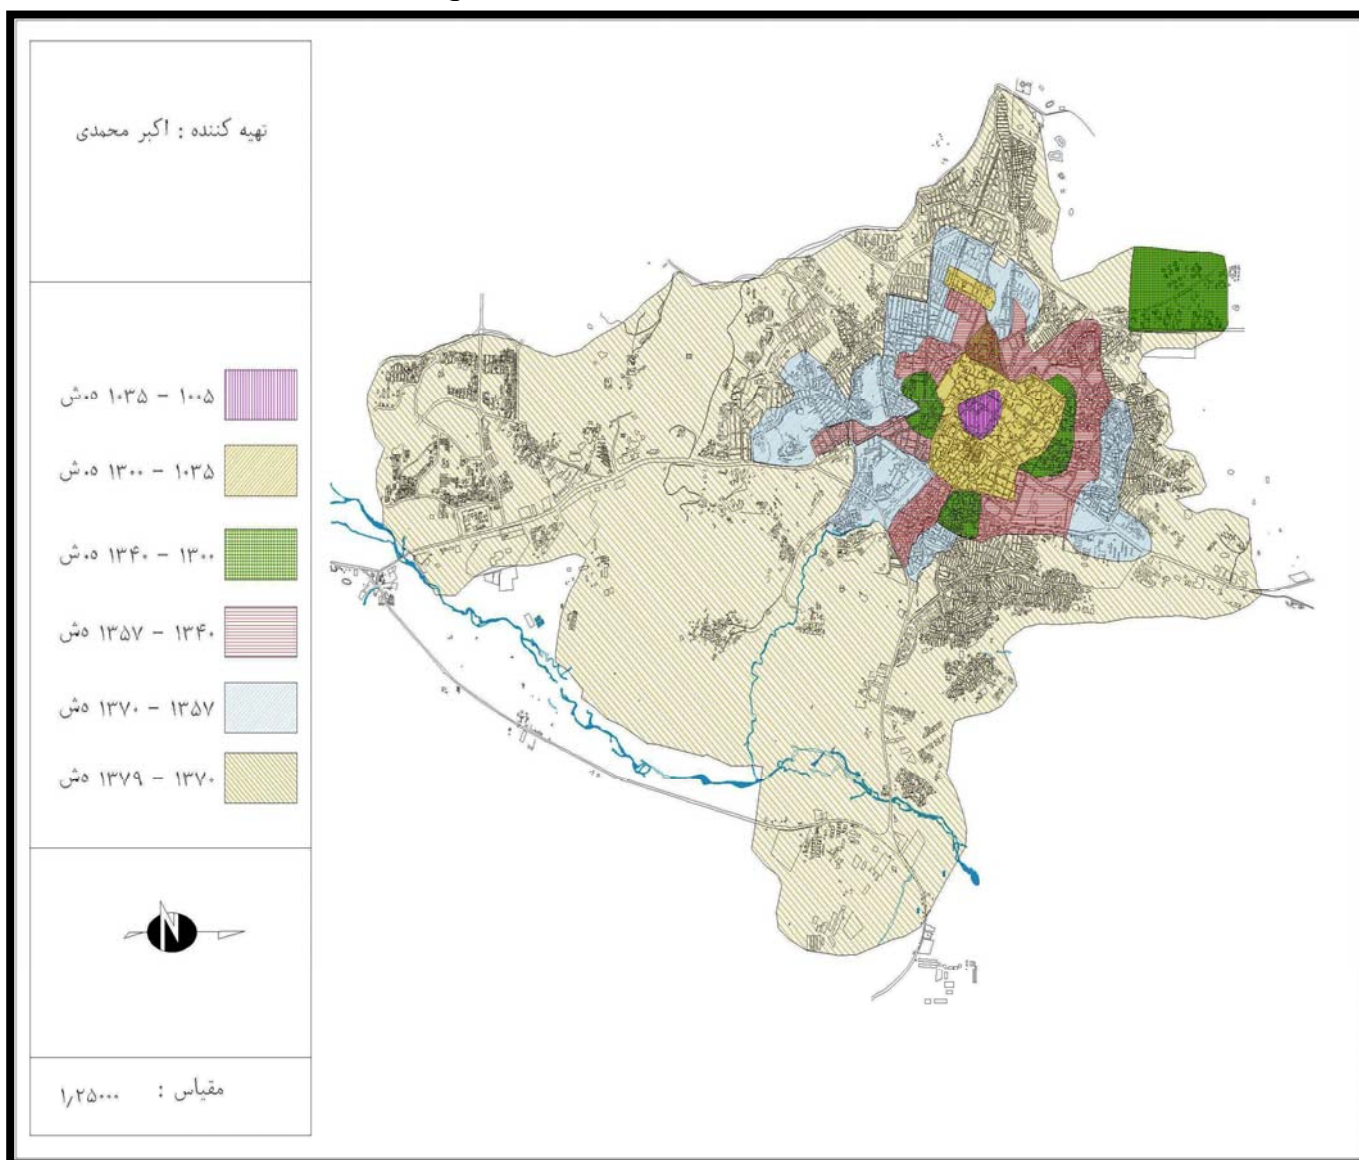 تهیه کننده : اکبر محمدی
۱۰۰۵ - ۱۰۳۵ ه.ش
۱۰۳۵ - ۱۳۰۰ ه.ش
۱۳۰۰ - ۱۳۴۰ ه.ش
۱۳۴۰ - ۱۳۵۷ ه.ش
۱۳۵۷ - ۱۳۷۰ ه.ش
۱۳۷۰ - ۱۳۷۹ ه.ش
N
مقیاس : ۱/۲۵۰۰۰